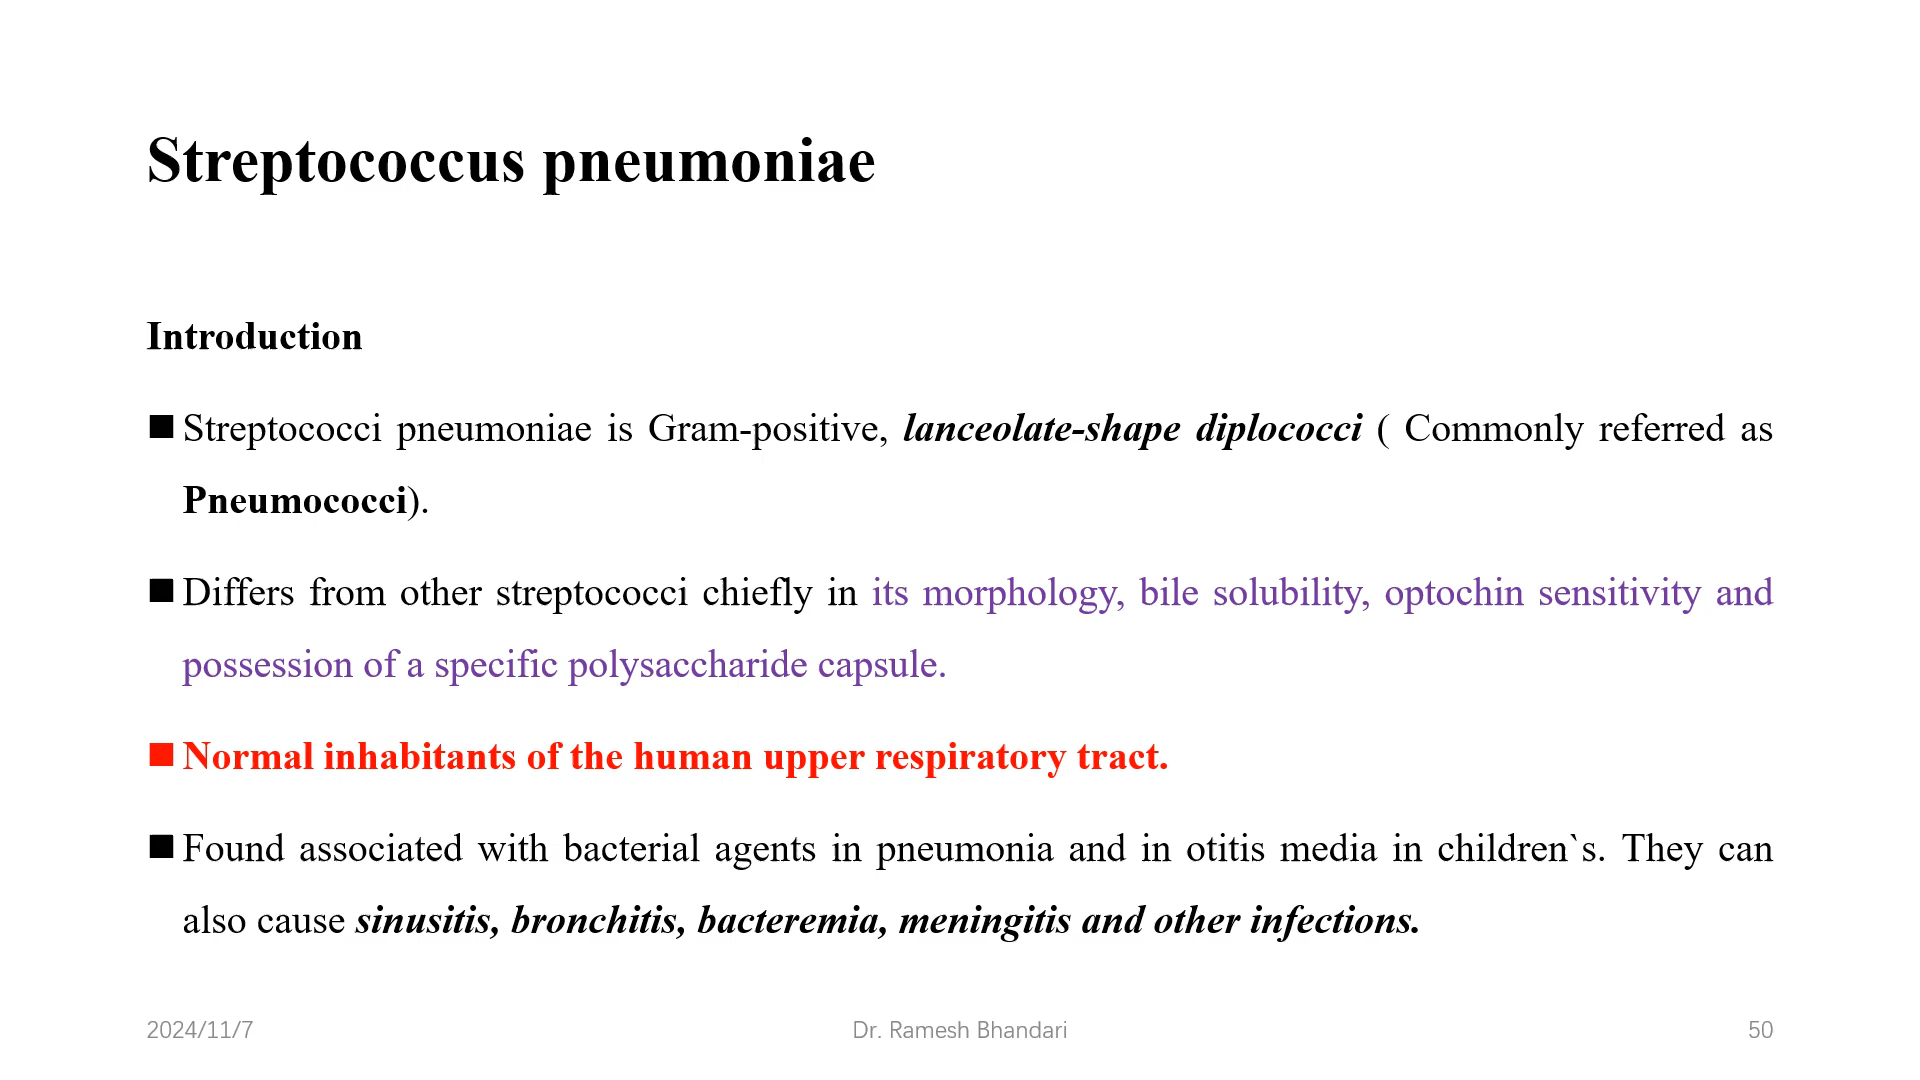 Streptococcus pneumoniae
Introduction
■ Streptococci pneumoniae is Gram-positive, lanceolate-shape diplococci ( Commonly referred as
Pneumococci).
■ Differs from other streptococci chiefly in its morphology, bile solubility, optochin sensitivity and
possession of a specific polysaccharide capsule.
■ Normal inhabitants of the human upper respiratory tract.
■ Found associated with bacterial agents in pneumonia and in otitis media in children`s. They can
also cause sinusitis, bronchitis, bacteremia, meningitis and other infections.
2024/11/7 Dr. Ramesh Bhandari 50